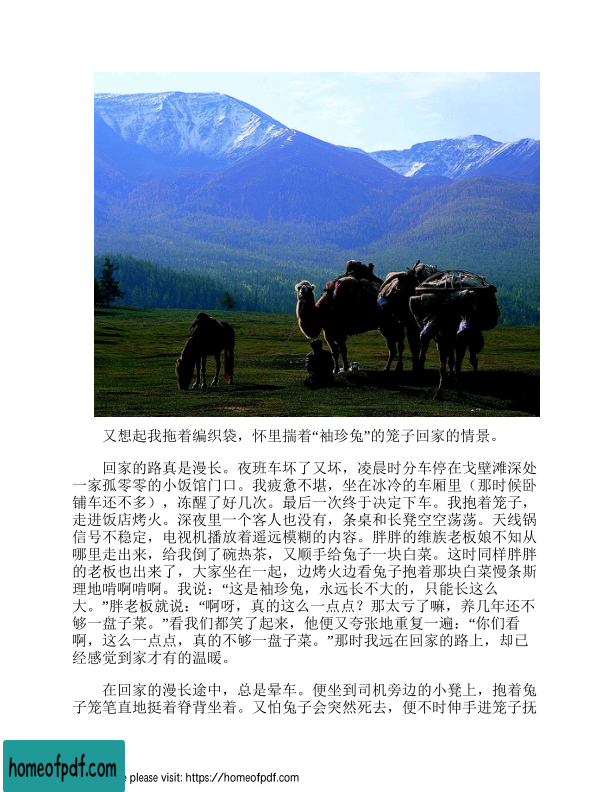 又想起我拖着编织袋，怀里揣着“袖珍兔”的笼子回家的情景。
回家的路真是漫长。夜班车坏了又坏，凌晨时分车停在戈壁滩深处
一家孤零零的小饭馆门口。我疲惫不堪，坐在冰冷的车厢里（那时候卧
铺车还不多），冻醒了好几次。最后一次终于决定下车。我抱着笼子，
走进饭店烤火。深夜里一个客人也没有，条桌和长凳空空荡荡。天线锅
信号不稳定，电视机播放着遥远模糊的内容。胖胖的维族老板娘不知从
哪里走出来，给我倒了碗热茶，又顺手给兔子一块白菜。这时同样胖胖
的老板也出来了，大家坐在一起，边烤火边看兔子抱着那块白菜慢条斯
理地啃啊啃啊。我说：“这是袖珍兔，永远长不大的，只能长这么
大。”胖老板就说：“啊呀，真的这么一点点？那太亏了嘛，养几年还不
够一盘子菜。”看我们都笑了起来，他便又夸张地重复一遍：“你们看
啊，这么一点点，真的不够一盘子菜。”那时我远在回家的路上，却已
经感觉到家才有的温暖。
在回家的漫长途中，总是晕车。便坐到司机旁边的小凳上，抱着兔
子笼笔直地挺着脊背坐着。又怕兔子会突然死去，便不时伸手进笼子抚
homeofpdf.com
e please visit: https://homeofpdf.com